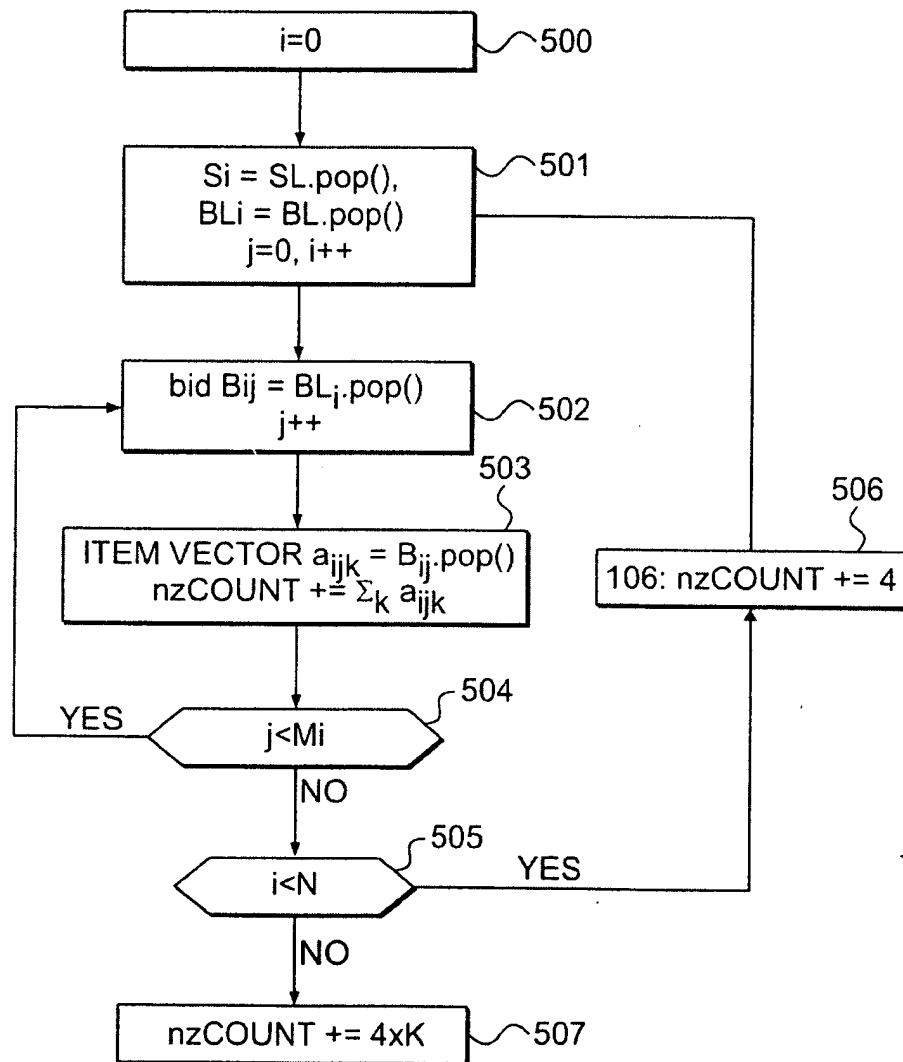 i=0
500
Si = SL.pop(),
BLi = BL.pop()
j=0, i++
501
bid Bij = BLi.pop()
j++
502
503
ITEM VECTOR aijk = Bij.pop()
nzCOUNT += Σk aijk
506
106: nzCOUNT += 4
504
YES
j<Mi
NO
505
i<N
YES
NO
nzCOUNT += 4xK
507